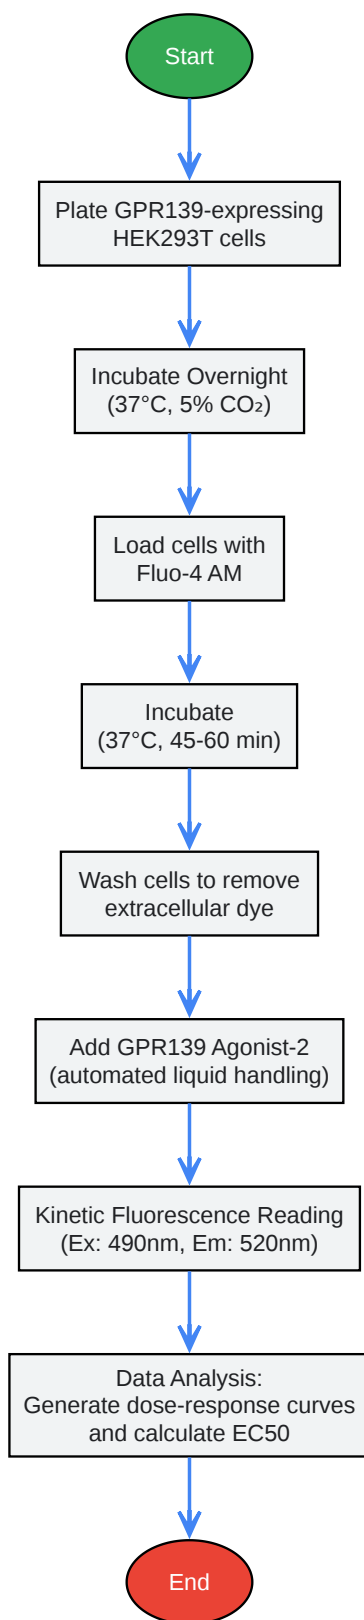 Start
Plate GPR139-expressing
HEK293T cells
Incubate Overnight
(37°C, 5% CO₂)
Load cells with
Fluo-4 AM
Incubate
(37°C, 45-60 min)
Wash cells to remove
extracellular dye
Add GPR139 Agonist-2
(automated liquid handling)
Kinetic Fluorescence Reading
(Ex: 490nm, Em: 520nm)
Data Analysis:
Generate dose-response curves
and calculate EC50
End